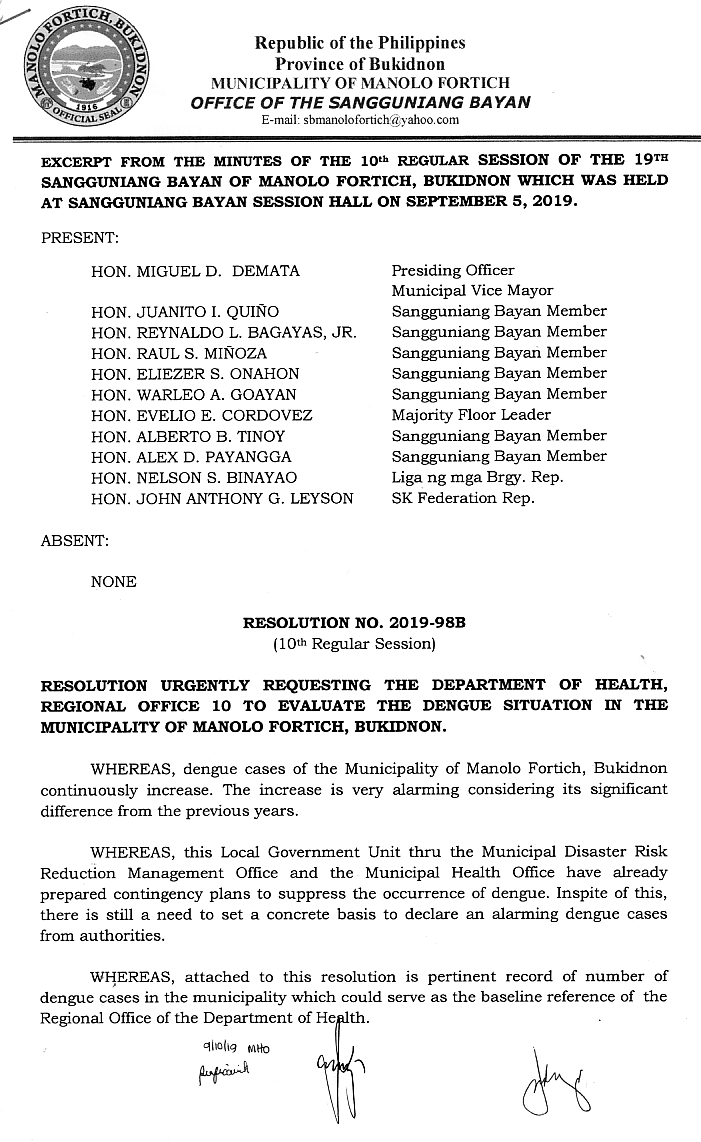 MANOLO FORTICH, BUKIDNON
1916
OFFICIAL SEAL
Republic of the Philippines
Province of Bukidnon
MUNICIPALITY OF MANOLO FORTICH
OFFICE OF THE SANGGUNIANG BAYAN
E-mail: sbmanolofortich@yahoo.com
EXCERPT FROM THE MINUTES OF THE 10th REGULAR SESSION OF THE 19TH
SANGGUNIANG BAYAN OF MANOLO FORTICH, BUKIDNON WHICH WAS HELD
AT SANGGUNIANG BAYAN SESSION HALL ON SEPTEMBER 5, 2019.
PRESENT:
HON. MIGUEL D. DEMATA Presiding Officer
Municipal Vice Mayor
HON. JUANITO I. QUIÑO Sangguniang Bayan Member
HON. REYNALDO L. BAGAYAS, JR. Sangguniang Bayan Member
HON. RAUL S. MIÑOZA Sangguniang Bayan Member
HON. ELIEZER S. ONAHON Sangguniang Bayan Member
HON. WARLEO A. GOAYAN Sangguniang Bayan Member
HON. EVELIO E. CORDOVEZ Majority Floor Leader
HON. ALBERTO B. TINOY Sangguniang Bayan Member
HON. ALEX D. PAYANGGA Sangguniang Bayan Member
HON. NELSON S. BINAYAO Liga ng mga Brgy. Rep.
HON. JOHN ANTHONY G. LEYSON SK Federation Rep.
ABSENT:
NONE
RESOLUTION NO. 2019-98B
(10th Regular Session)
RESOLUTION URGENTLY REQUESTING THE DEPARTMENT OF HEALTH,
REGIONAL OFFICE 10 TO EVALUATE THE DENGUE SITUATION IN THE
MUNICIPALITY OF MANOLO FORTICH, BUKIDNON.
WHEREAS, dengue cases of the Municipality of Manolo Fortich, Bukidnon
continuously increase. The increase is very alarming considering its significant
difference from the previous years.
WHEREAS, this Local Government Unit thru the Municipal Disaster Risk
Reduction Management Office and the Municipal Health Office have already
prepared contingency plans to suppress the occurrence of dengue. Inspite of this,
there is still a need to set a concrete basis to declare an alarming dengue cases
from authorities.
WHEREAS, attached to this resolution is pertinent record of number of
dengue cases in the municipality which could serve as the baseline reference of the
Regional Office of the Department of Health.
9/10/19 MHO